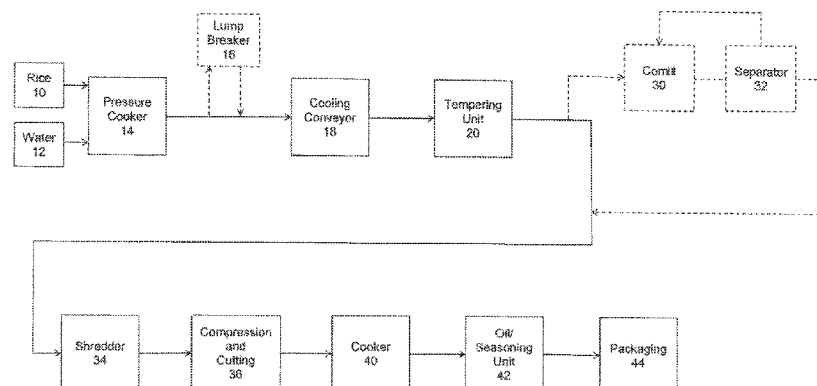 Lump
Breaker
16
Rice
10
Pressure
Cooker
14
Water
12
Cooling
Conveyor
18
Tempering
Unit
20
Comill
30
Separator
32
Shredder
34
Compression
and
Cutting
36
Cooker
40
Oil/
Seasoning
Unit
42
Packaging
44